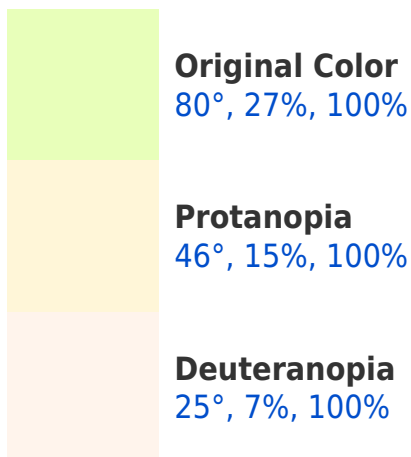 Original Color
80°, 27%, 100%
Protanopia
46°, 15%, 100%
Deuteranopia
25°, 7%, 100%